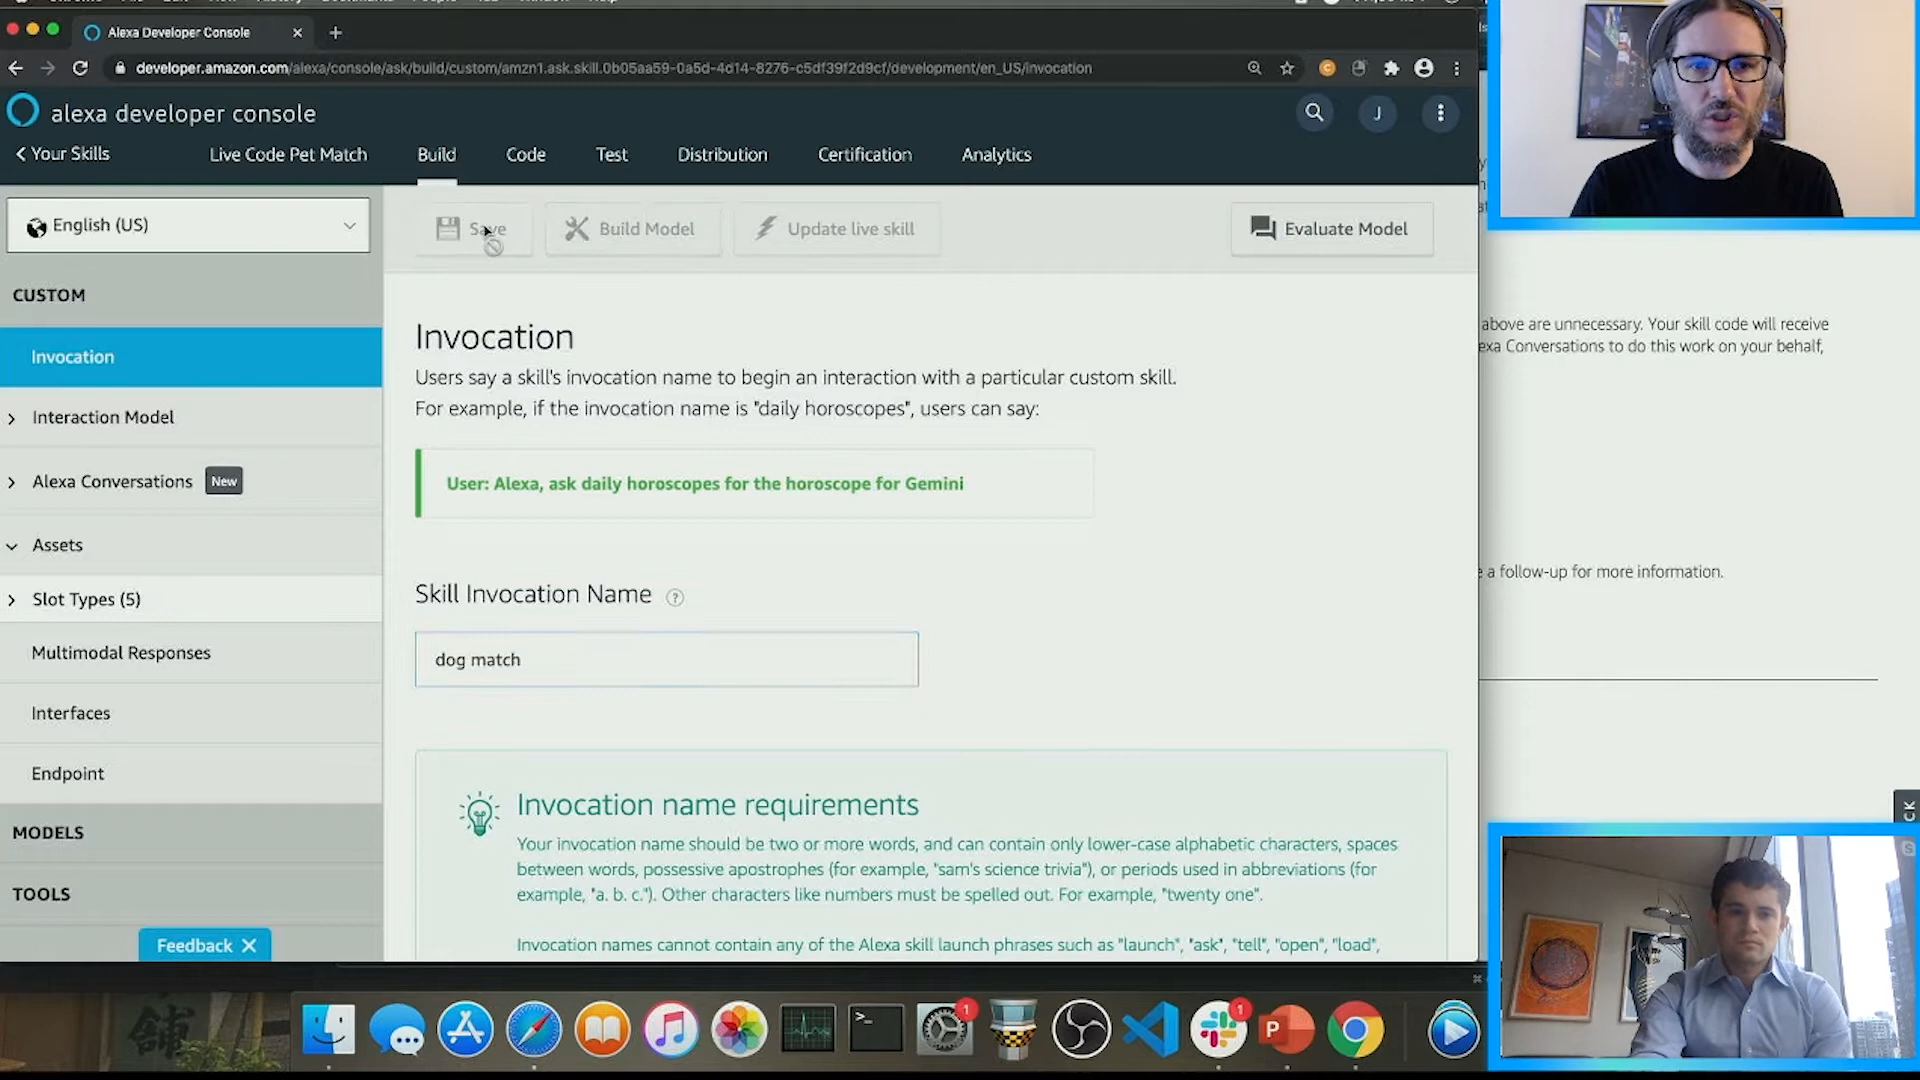 Alexa Developer Console
developer.amazon.com/alexa/console/ask/build/custom/amzn1.ask.skill.0b05aa59-0a5d-4d14-8276-c5df39f2d9cf/development/en_US/invocation
alexa developer console
J
Your Skills
Live Code Pet Match
Build
Code
Test
Distribution
Certification
Analytics
English (US)
Save
Build Model
Update live skill
Evaluate Model
CUSTOM
Invocation
Interaction Model
Alexa Conversations New
Assets
Slot Types (5)
Multimodal Responses
Interfaces
Endpoint
MODELS
TOOLS
Feedback
Invocation
Users say a skill's invocation name to begin an interaction with a particular custom skill.
For example, if the invocation name is "daily horoscopes", users can say:
User: Alexa, ask daily horoscopes for the horoscope for Gemini
Skill Invocation Name ?
dog match
Invocation name requirements
Your invocation name should be two or more words, and can contain only lower-case alphabetic characters, spaces
between words, possessive apostrophes (for example, "sam's science trivia"), or periods used in abbreviations (for
example, "a. b. c."). Other characters like numbers must be spelled out. For example, "twenty one".
Invocation names cannot contain any of the Alexa skill launch phrases such as "launch", "ask", "tell", "open", "load",
above are unnecessary. Your skill code will receive
exa Conversations to do this work on your behalf,
a follow-up for more information.
CK
舖
1
1
P